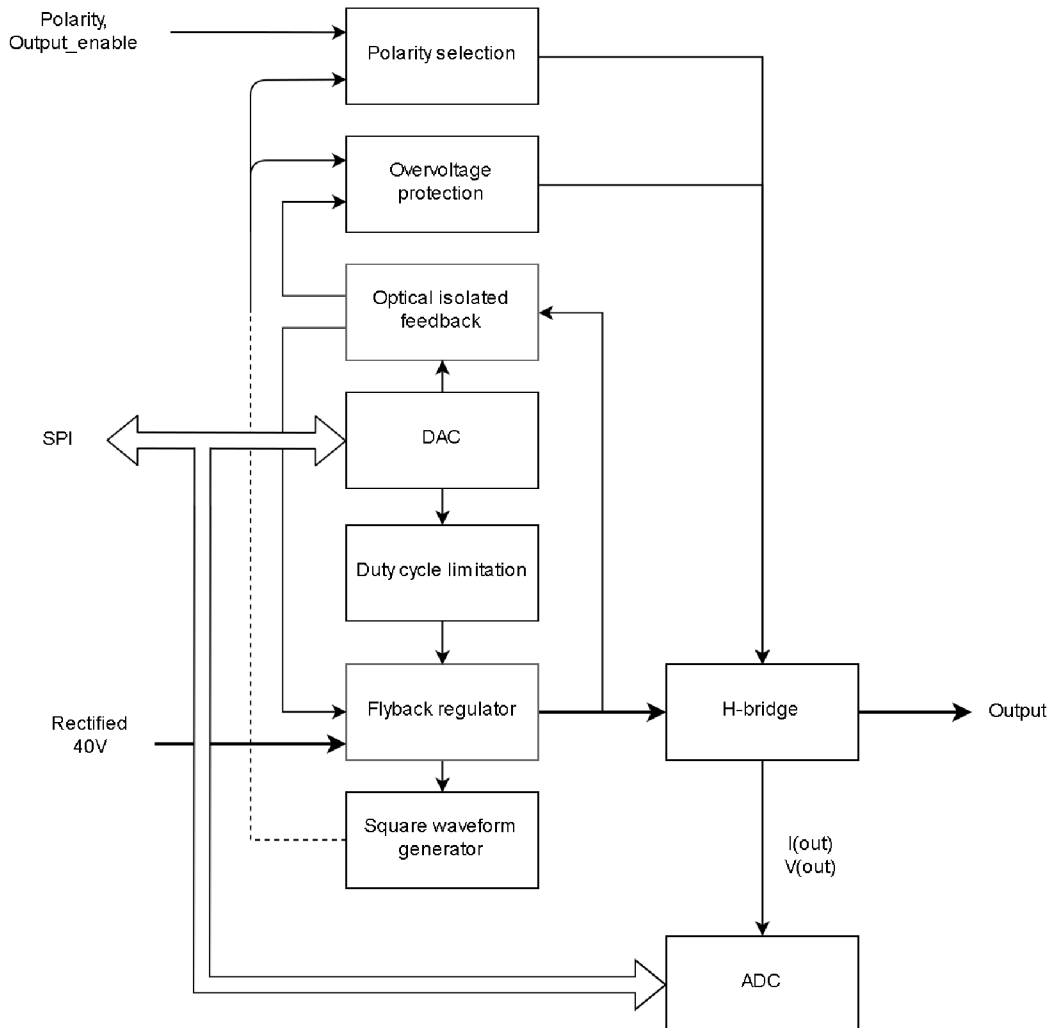 Polarity,
Output_enable
Polarity selection
Overvoltage
protection
Optical isolated
feedback
SPI
DAC
Duty cycle limitation
Rectified
40V
Flyback regulator
H-bridge
Output
Square waveform
generator
I(out)
V(out)
ADC